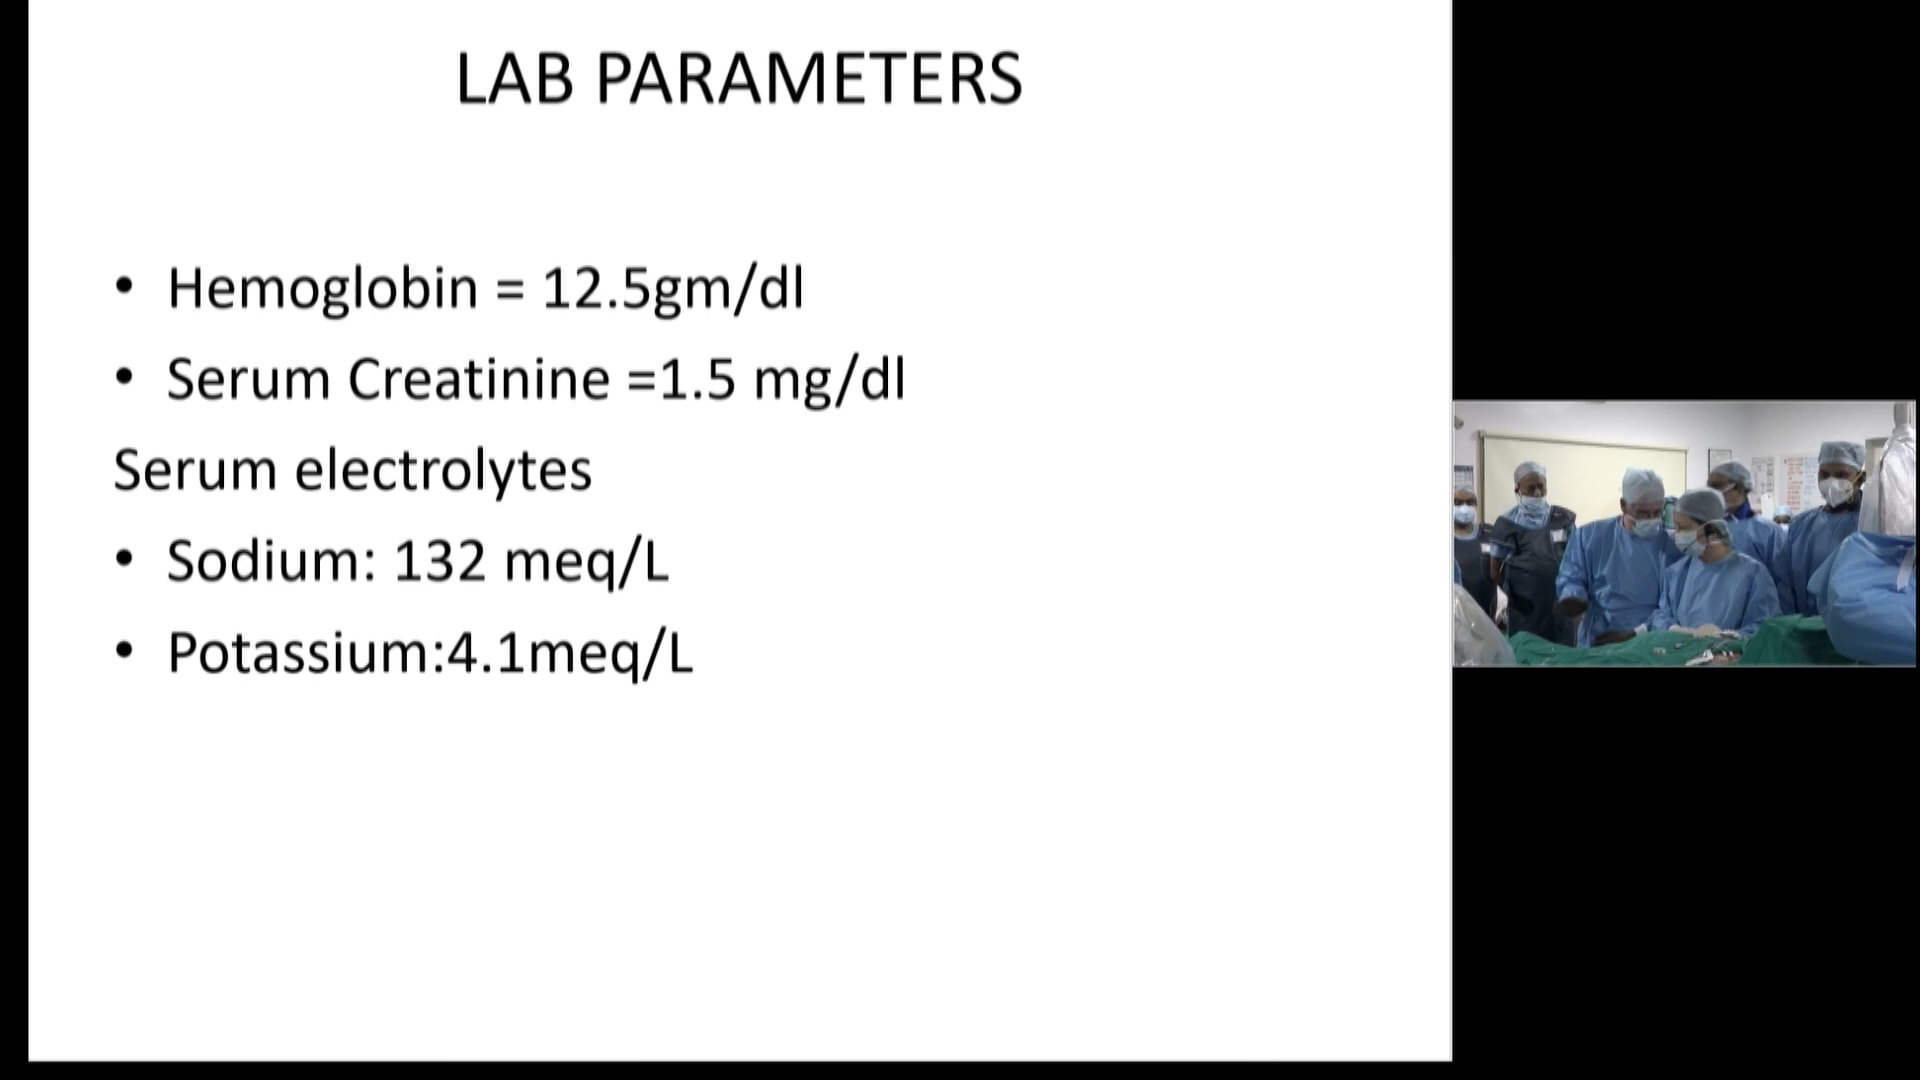 LAB PARAMETERS
• Hemoglobin = 12.5gm/dl
• Serum Creatinine =1.5 mg/dl
Serum electrolytes
• Sodium: 132 meq/L
• Potassium:4.1meq/L